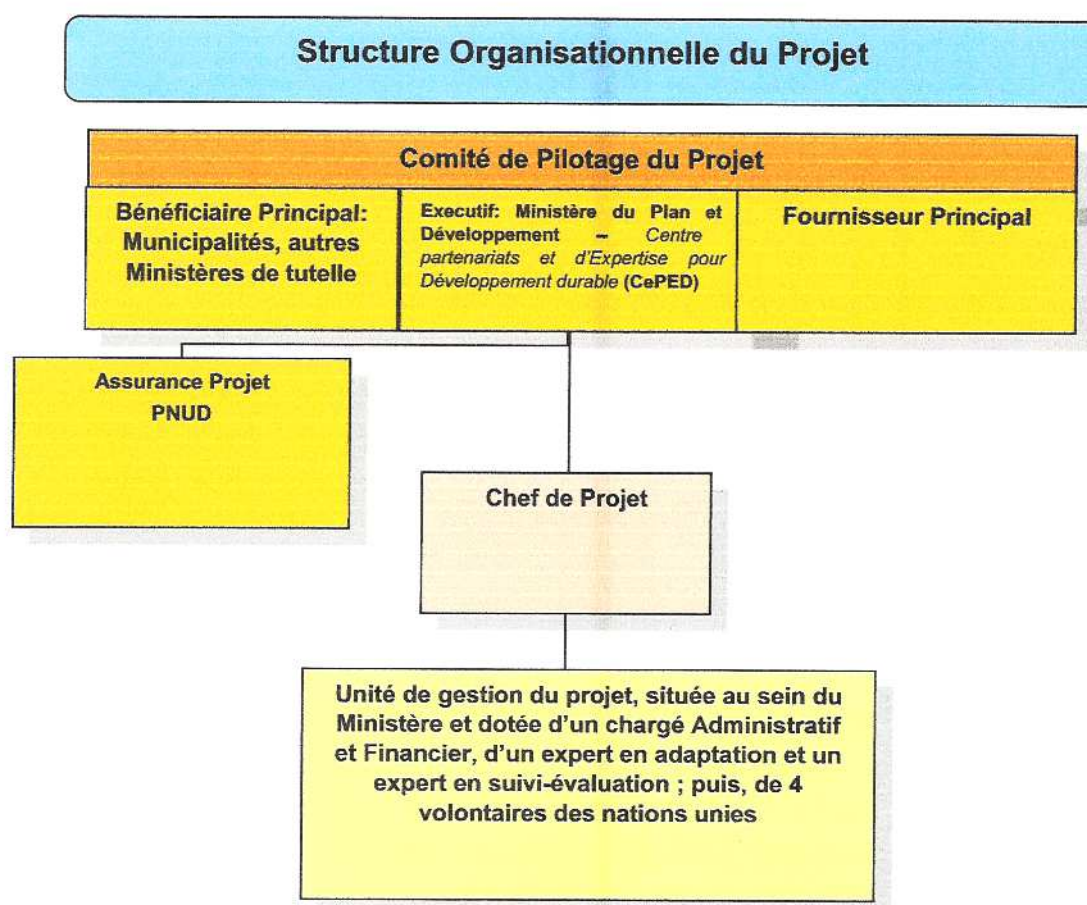 Structure Organisationnelle du Projet
Comité de Pilotage du Projet
Bénéficiaire Principal:
Municipalités, autres
Ministères de tutelle
Executif: Ministère du Plan et
Développement – Centre
partenariats et d'Expertise pour
Développement durable (CePED)
Fournisseur Principal
Assurance Projet
PNUD
Chef de Projet
Unité de gestion du projet, située au sein du
Ministère et dotée d'un chargé Administratif
et Financier, d'un expert en adaptation et un
expert en suivi-évaluation ; puis, de 4
volontaires des nations unies